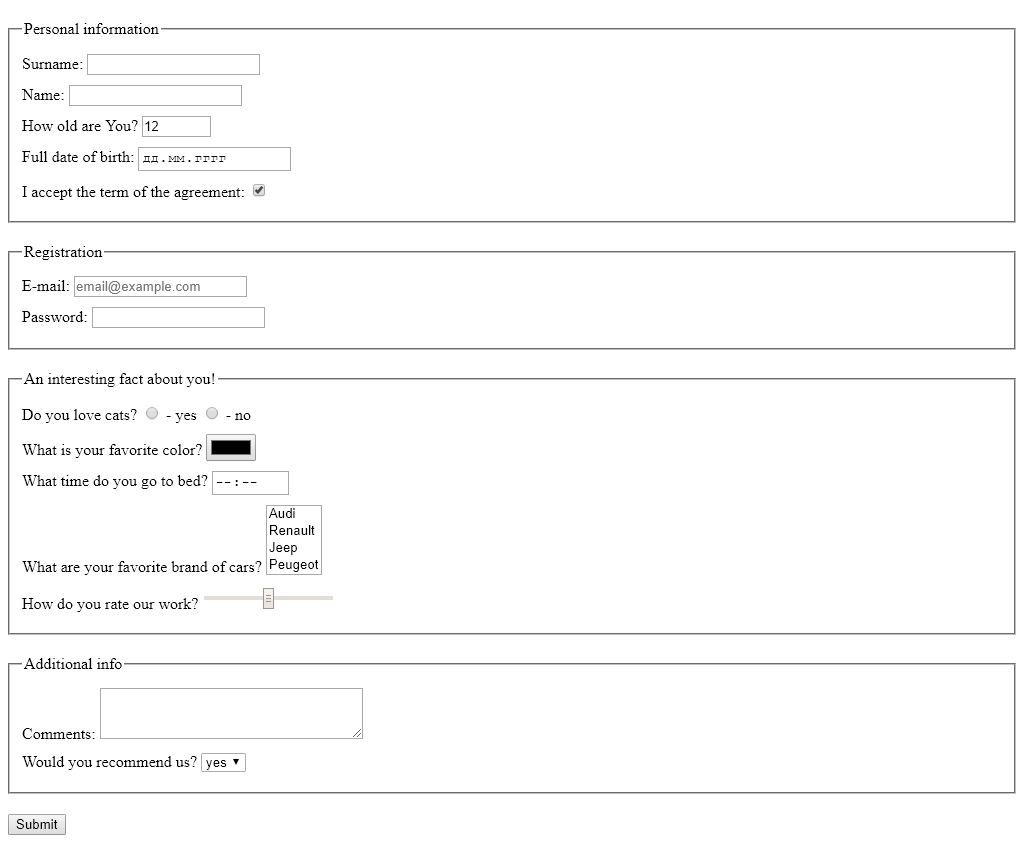 Personal information
Surname:
Name:
How old are You? 12
Full date of birth: дд.мм.гггг
I accept the term of the agreement:
Registration
E-mail: email@example.com
Password:
An interesting fact about you!
Do you love cats? - yes - no
What is your favorite color?
What time do you go to bed? --:--
Audi
Renault
Jeep
Peugeot
What are your favorite brand of cars?
How do you rate our work?
Additional info
Comments:
Would you recommend us? yes
Submit